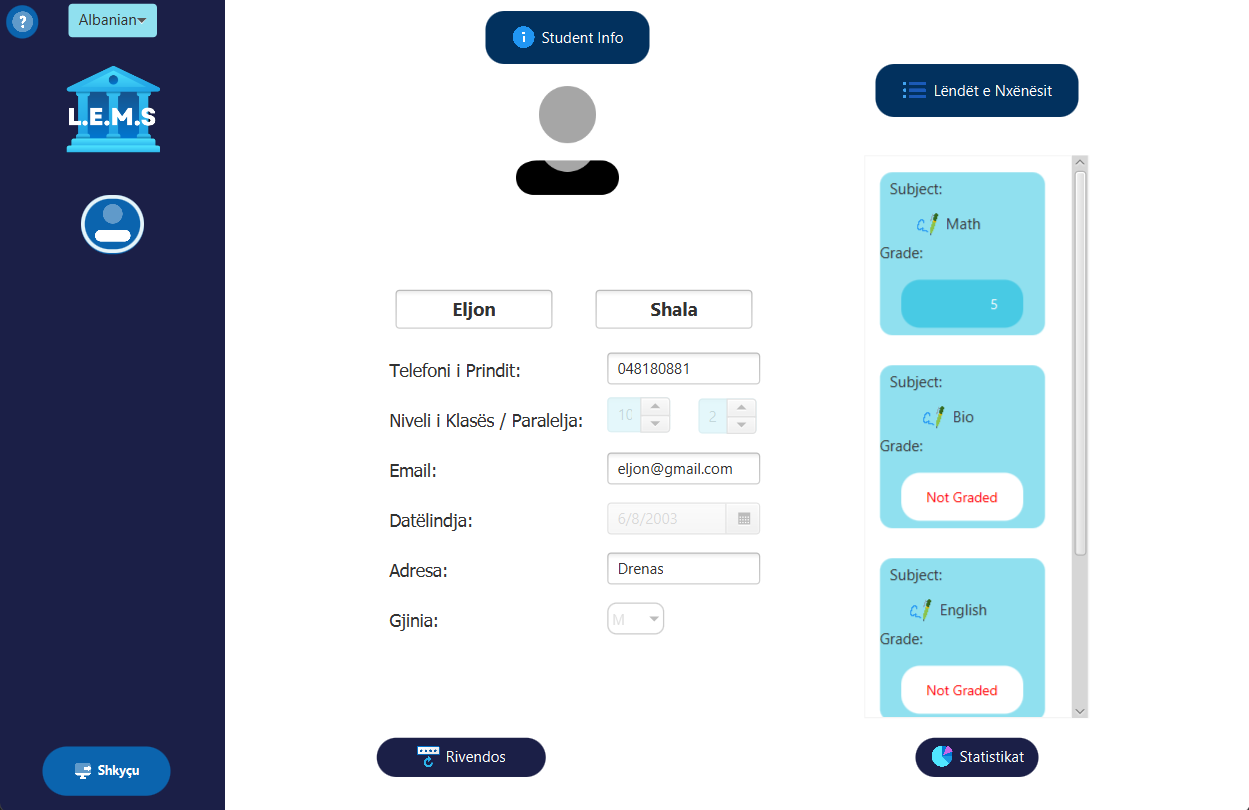 ?
Albanian
L.E.M.S
Shkyçu
i Student Info
Eljon
Shala
Telefoni i Prindit:
048180881
Niveli i Klasës / Paralelja:
10
2
Email:
eljon@gmail.com
Datëlindja:
6/8/2003
Adresa:
Drenas
Gjinia:
M
Rivendos
Lëndët e Nxënësit
Subject:
Math
Grade:
5
Subject:
Bio
Grade:
Not Graded
Subject:
English
Grade:
Not Graded
Statistikat